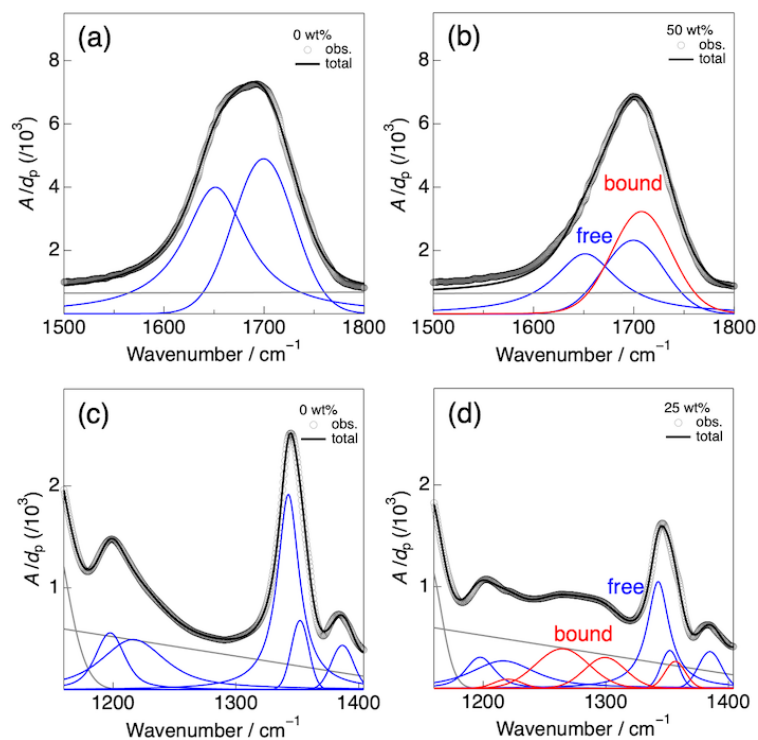 (a)
0 wt%
obs.
total
8
6
4
2
A/dp (/10³)
1500
1600
1700
1800
Wavenumber / cm⁻¹
(b)
50 wt%
obs.
total
bound
free
8
6
4
2
A/dp (/10³)
1500
1600
1700
1800
Wavenumber / cm⁻¹
(c)
0 wt%
obs.
total
2
1
A/dp (/10³)
1200
1300
1400
Wavenumber / cm⁻¹
(d)
25 wt%
obs.
total
free
bound
2
1
A/dp (/10³)
1200
1300
1400
Wavenumber / cm⁻¹